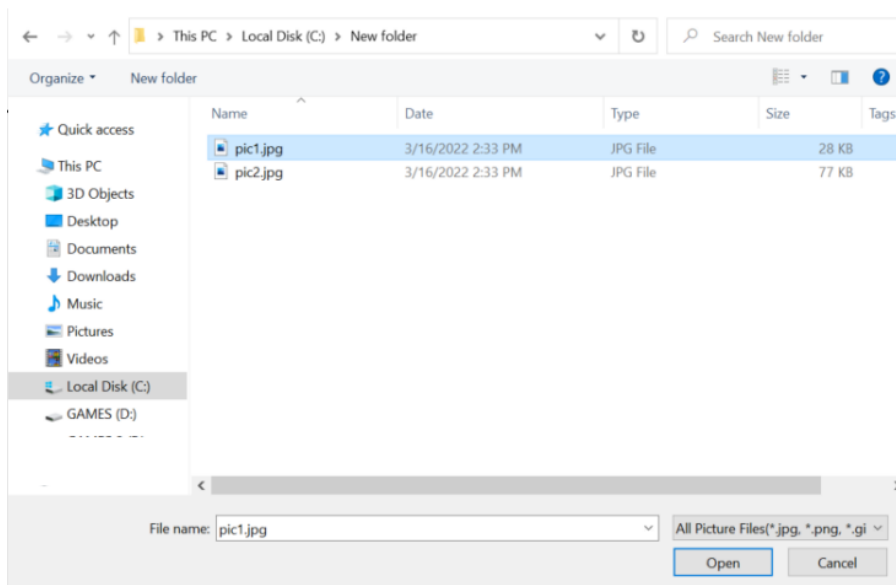 This PC > Local Disk (C:) > New folder
Search New folder
Organize
New folder
Name Date Type Size Tags
Quick access
This PC
3D Objects
Desktop
Documents
Downloads
Music
Pictures
Videos
Local Disk (C:)
GAMES (D:)
pic1.jpg 3/16/2022 2:33 PM JPG File 28 KB
pic2.jpg 3/16/2022 2:33 PM JPG File 77 KB
File name: pic1.jpg
All Picture Files(*.jpg, *.png, *.gi
Open Cancel